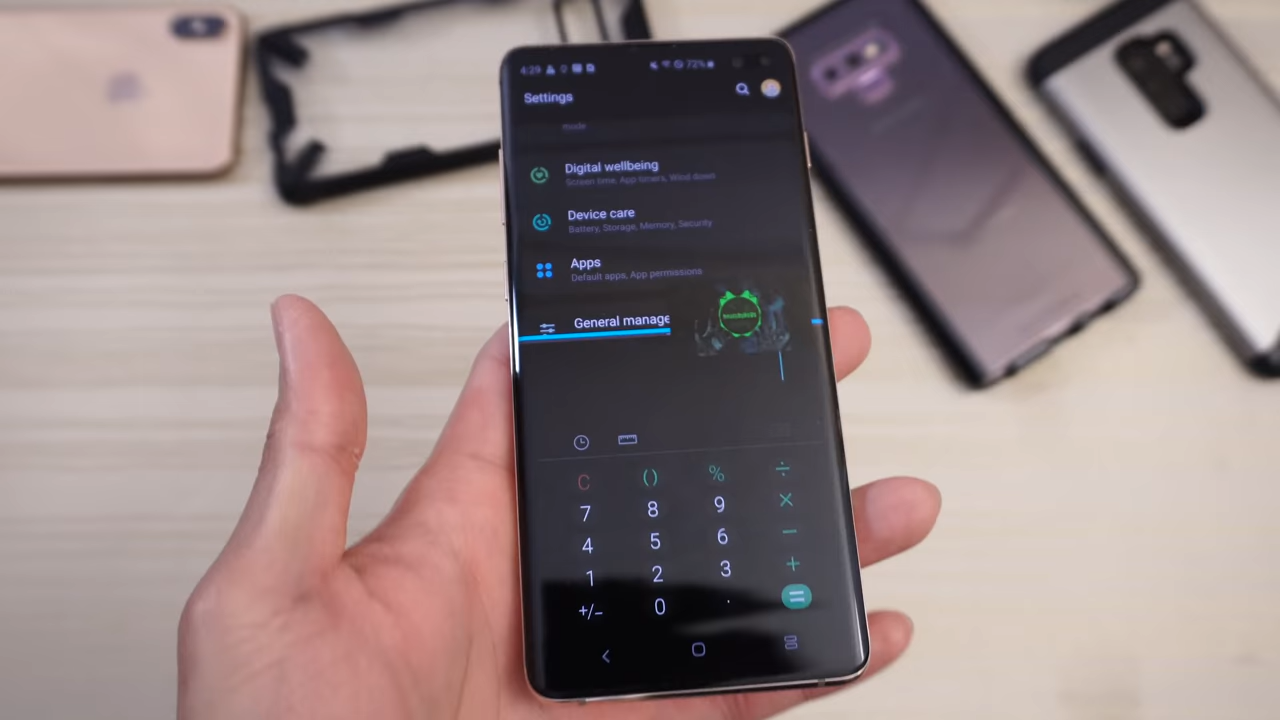 4:29
72%
Settings
mode
Digital wellbeing
Screen time, App timers, Wind down
Device care
Battery, Storage, Memory, Security
Apps
Default apps, App permissions
General manage
C () % ÷
7 8 9 ×
4 5 6 −
1 2 3 +
+/− 0 . =